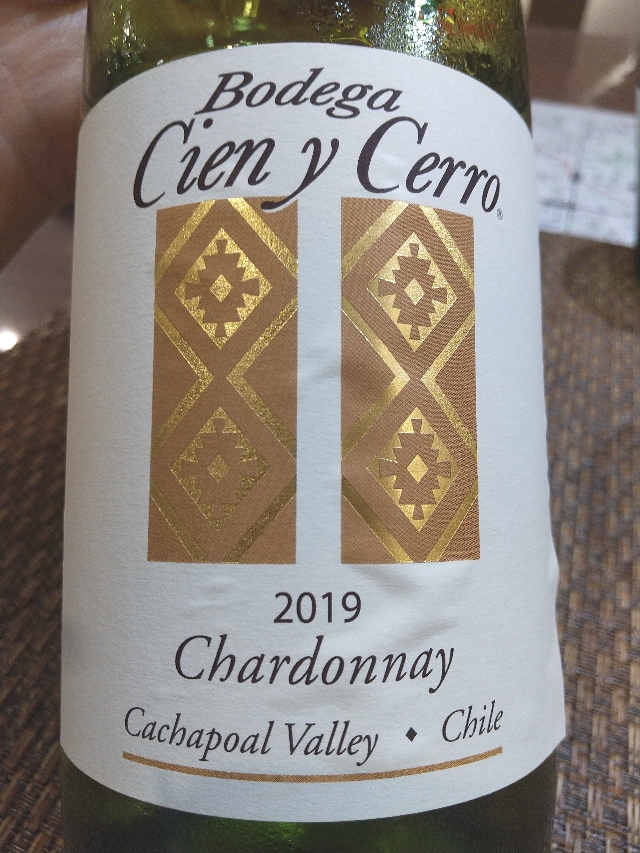 Bodega
Cien y Cerro®
2019
Chardonnay
Cachapoal Valley ♦ Chile